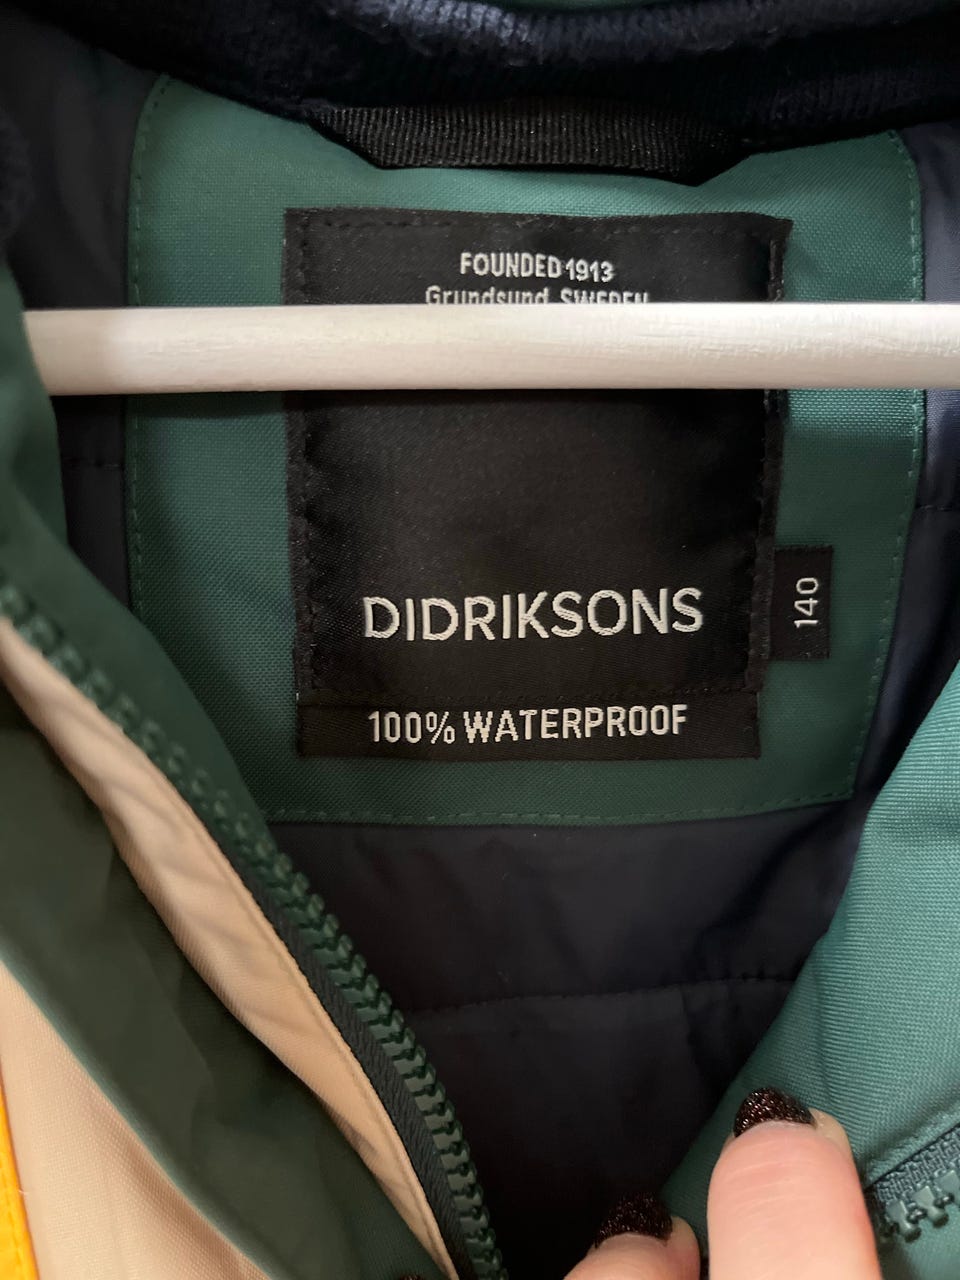 FOUNDED 1913
Grundsund, SWEDEN
DIDRIKSONS
140
100% WATERPROOF